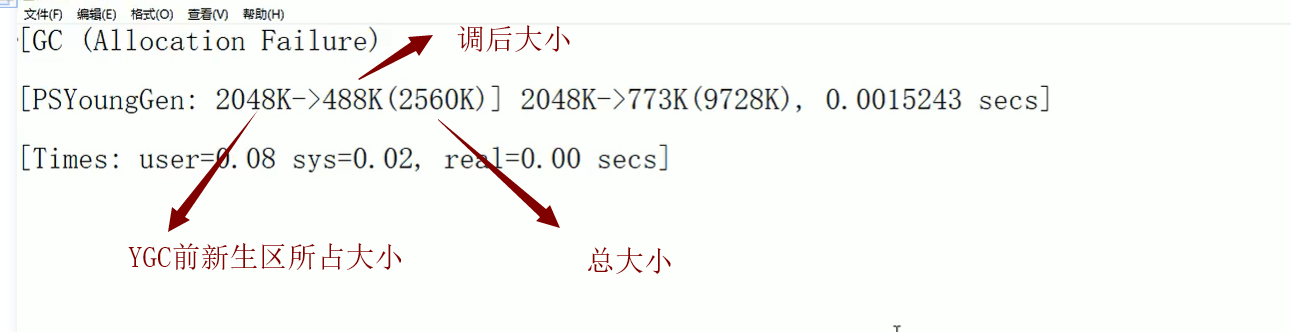 文件(F) 编辑(E) 格式(O) 查看(V) 帮助(H)
[GC (Allocation Failure)
调后大小
[PSYoungGen: 2048K->488K(2560K)] 2048K->773K(9728K), 0.0015243 secs]
[Times: user=0.08 sys=0.02, real=0.00 secs]
YGC前新生区所占大小
总大小